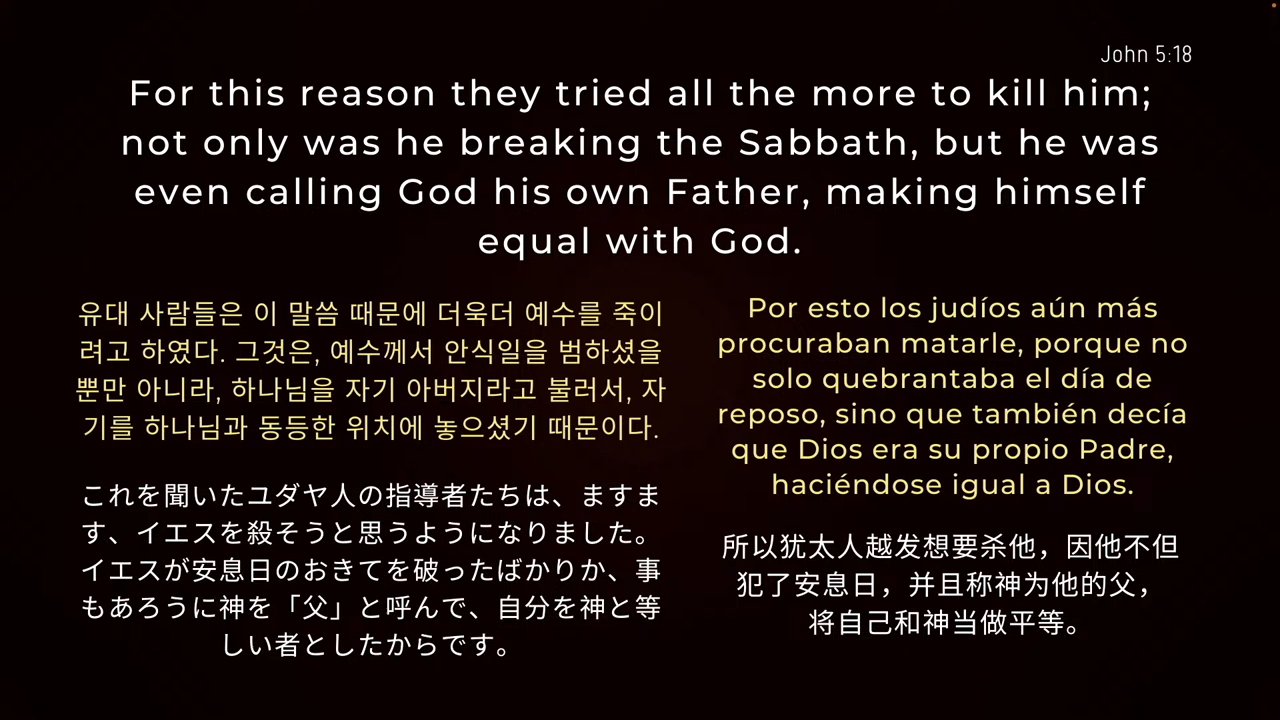 John 5:18
For this reason they tried all the more to kill him;
not only was he breaking the Sabbath, but he was
even calling God his own Father, making himself
equal with God.
유대 사람들은 이 말씀 때문에 더욱더 예수를 죽이
려고 하였다. 그것은, 예수께서 안식일을 범하셨을
뿐만 아니라, 하나님을 자기 아버지라고 불러서, 자
기를 하나님과 동등한 위치에 놓으셨기 때문이다.
これを聞いたユダヤ人の指導者たちは、ますま
す、イエスを殺そうと思うようになりました。
イエスが安息日のおきてを破ったばかりか、事
もあろうに神を「父」と呼んで、自分を神と等
しい者としたからです。
Por esto los judíos aún más
procuraban matarle, porque no
solo quebrantaba el día de
reposo, sino que también decía
que Dios era su propio Padre,
haciéndose igual a Dios.
所以犹太人越发想要杀他，因他不但
犯了安息日，并且称神为他的父，
将自己和神当做平等。